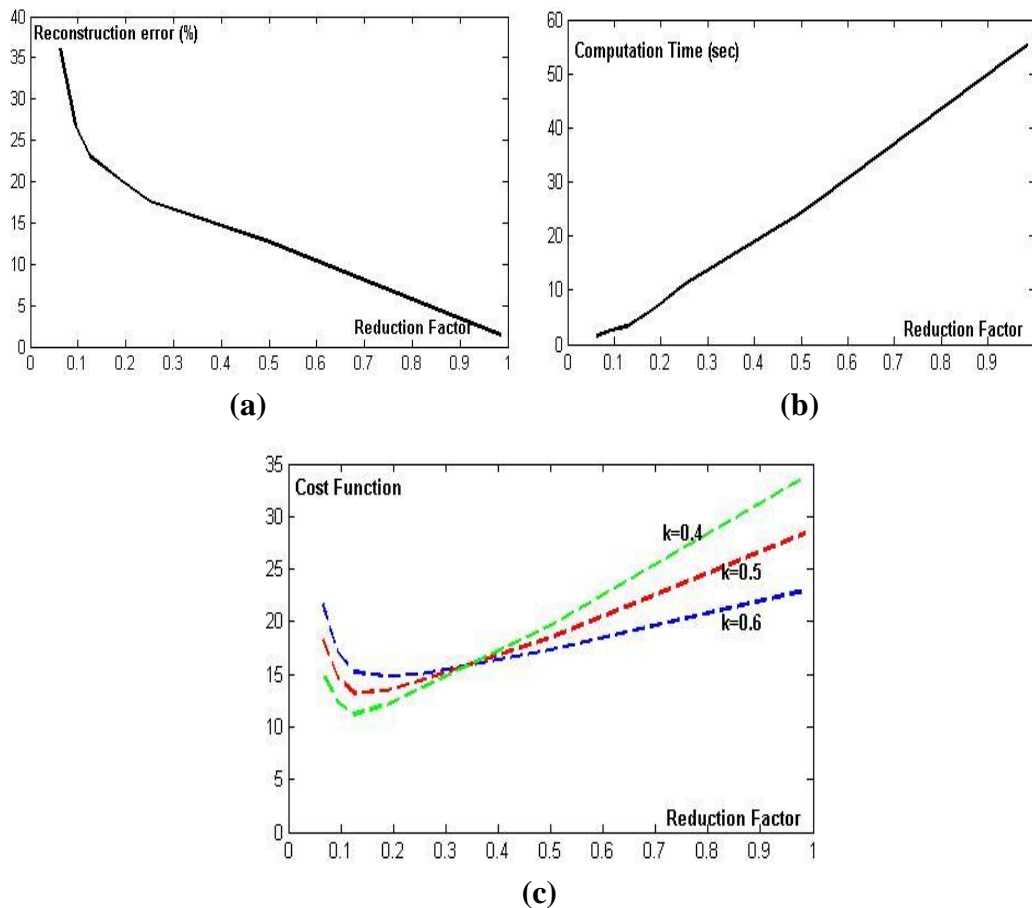 Reconstruction error (%)
40
35
30
25
20
15
10
5
0
Reduction Factor
0 0.1 0.2 0.3 0.4 0.5 0.6 0.7 0.8 0.9 1
(a)
Computation Time (sec)
60
50
40
30
20
10
0
Reduction Factor
0 0.1 0.2 0.3 0.4 0.5 0.6 0.7 0.8 0.9
(b)
Cost Function
35
30
25
20
15
10
5
0
k=0.4
k=0.5
k=0.6
Reduction Factor
0 0.1 0.2 0.3 0.4 0.5 0.6 0.7 0.8 0.9 1
(c)